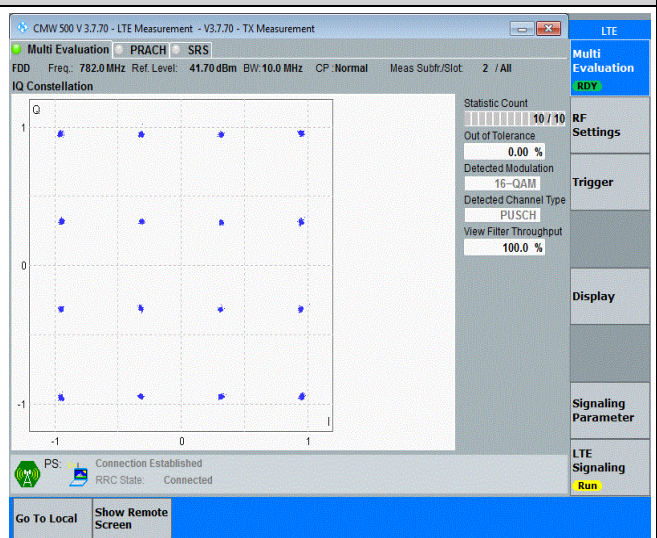 CMW 500 V 3.7.70 - LTE Measurement - V3.7.70 - TX Measurement
LTE
Multi Evaluation PRACH SRS
Multi
Evaluation
RDY
FDD Freq.: 782.0 MHz Ref. Level: 41.70 dBm BW: 10.0 MHz CP : Normal Meas Subfr./Slot: 2 / All
IQ Constellation
Statistic Count
10 / 10
Out of Tolerance
0.00 %
Detected Modulation
16-QAM
Detected Channel Type
PUSCH
View Filter Throughput
100.0 %
RF
Settings
Trigger
Display
Signaling
Parameter
LTE
Signaling
Run
Q
1
0
-1
I
-1 0 1
PS: Connection Established
RRC State: Connected
Go To Local
Show Remote
Screen